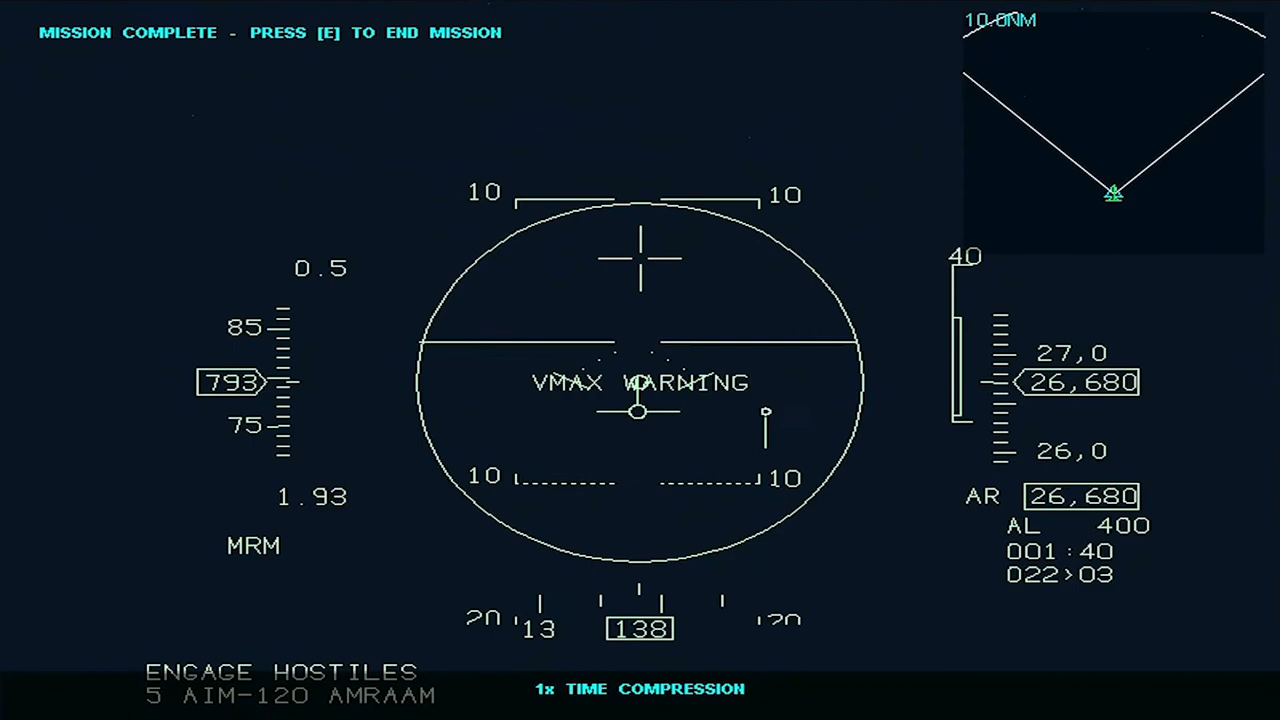 MISSION COMPLETE - PRESS [E] TO END MISSION
10.0NM
10 10
40
0.5
85
27,0
VMAX WARNING
793
26,680
75
26,0
10 10
1.93
AR 26,680
AL 400
MRM
001:40
022>03
20 20
13 138
ENGAGE HOSTILES
5 AIM-120 AMRAAM
1x TIME COMPRESSION